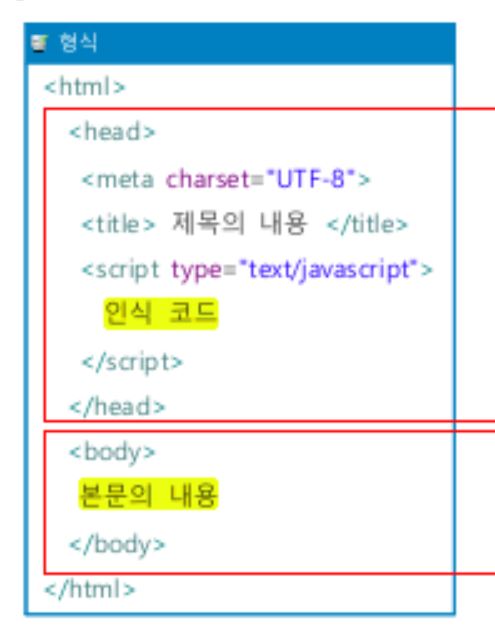 형식
<html>
<head>
<meta charset="UTF-8">
<title> 제목의 내용 </title>
<script type="text/javascript">
인식 코드
</script>
</head>
<body>
본문의 내용
</body>
</html>